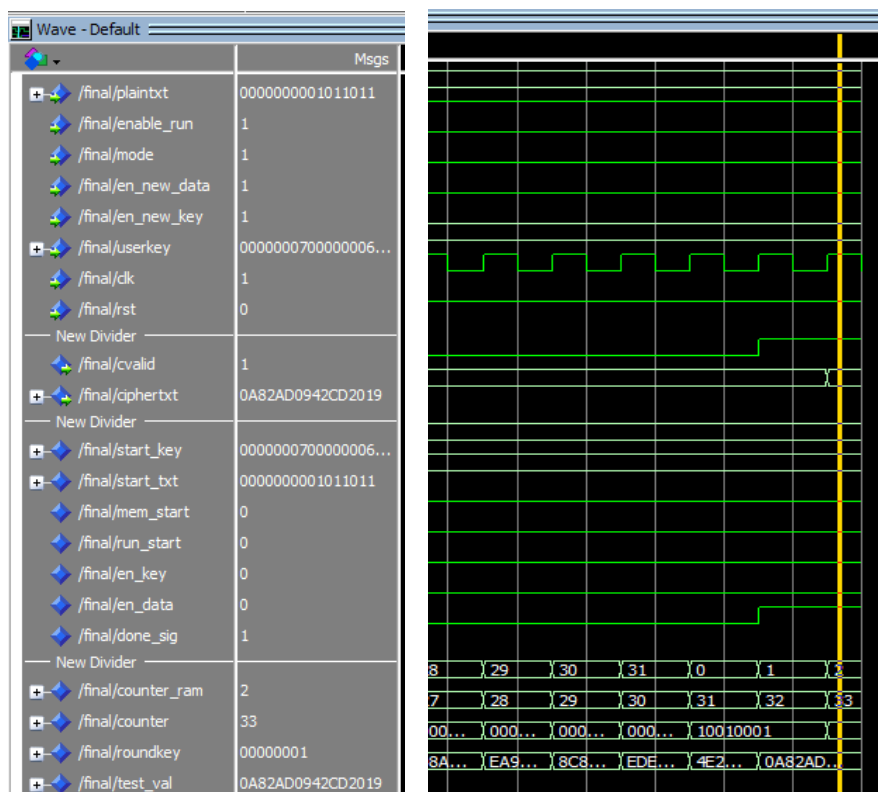 Wave - Default
Msgs
/final/plaintxt 0000000001011011
/final/enable_run 1
/final/mode 1
/final/en_new_data 1
/final/en_new_key 1
/final/userkey 0000000700000006...
/final/clk 1
/final/rst 0
New Divider
/final/cvalid 1
/final/ciphertxt 0A82AD0942CD2019
New Divider
/final/start_key 0000000700000006...
/final/start_txt 0000000001011011
/final/mem_start 0
/final/run_start 0
/final/en_key 0
/final/en_data 0
/final/done_sig 1
New Divider
/final/counter_ram 2 8 29 30 31 0 1 2
/final/counter 33 7 28 29 30 31 32 33
/final/roundkey 00000001 00... 000... 000... 000... 10010001
/final/test_val 0A82AD0942CD2019 8A... EA9... 8C8... EDE... 4E2... 0A82AD...